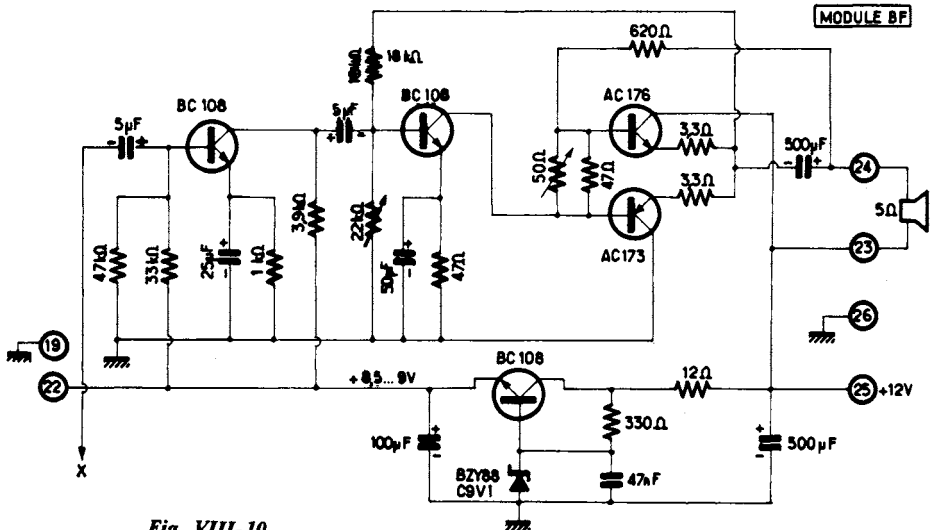 MODULE BF
620Ω
18kΩ
18kΩ
BC 108
5µF
5µF
BC 108
AC 176
3,3Ω
500µF
24
50Ω
47Ω
3,3Ω
5Ω
AC173
23
47kΩ
33kΩ
25µF
1kΩ
3,9kΩ
22kΩ
50µF
47Ω
26
19
22
+8,5...9V
BC 108
12Ω
25
+12V
330Ω
100µF
500µF
BZY88
C9V1
47nF
X
Fig. VIII. 10